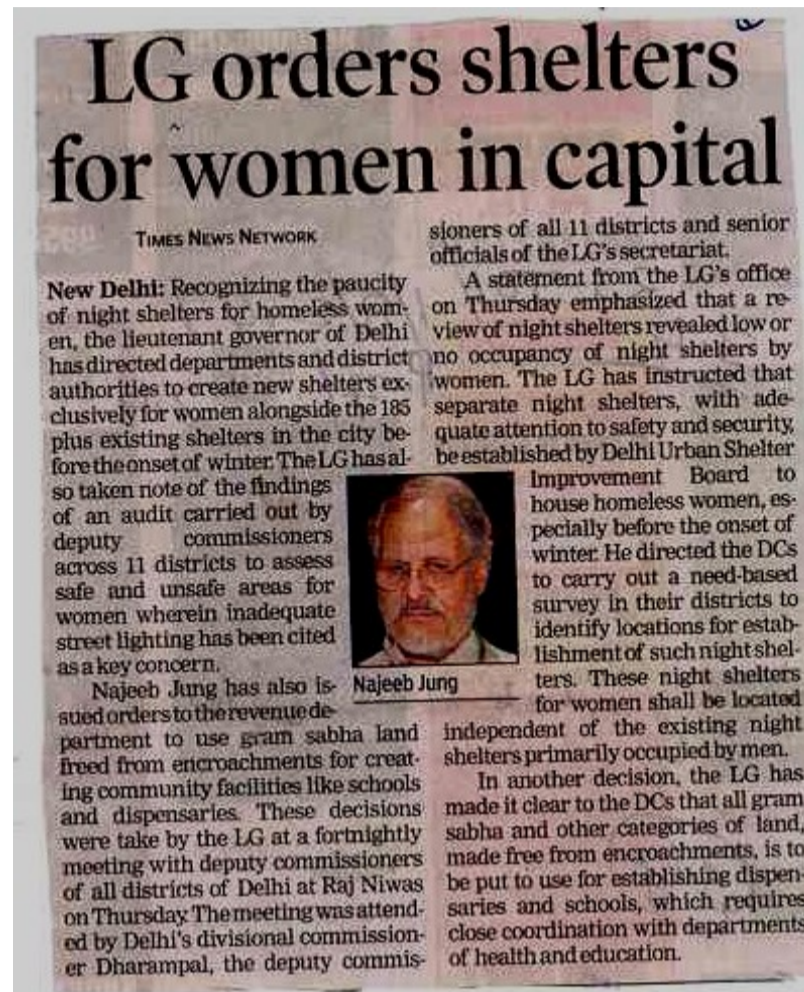 LG orders shelters
for women in capital
TIMES NEWS NETWORK
New Delhi: Recognizing the paucity
of night shelters for homeless wom-
en, the lieutenant governor of Delhi
has directed departments and district
authorities to create new shelters ex-
clusively for women alongside the 185
plus existing shelters in the city be-
fore the onset of winter. The LG has al-
so taken note of the findings
of an audit carried out by
deputy commissioners
across 11 districts to assess
safe and unsafe areas for
women wherein inadequate
street lighting has been cited
as a key concern.
Najeeb Jung has also is-
sued orders to the revenue de-
partment to use gram sabha land
freed from encroachments for creat-
ing community facilities like schools
and dispensaries. These decisions
were take by the LG at a fortnightly
meeting with deputy commissioners
of all districts of Delhi at Raj Niwas
on Thursday. The meeting was attend-
ed by Delhi's divisional commission-
er Dharampal, the deputy commis-
sioners of all 11 districts and senior
officials of the LG's secretariat.
A statement from the LG's office
on Thursday emphasized that a re-
view of night shelters revealed low or
no occupancy of night shelters by
women. The LG has instructed that
separate night shelters, with ade-
quate attention to safety and security,
be established by Delhi Urban Shelter
Improvement Board to
house homeless women, es-
pecially before the onset of
winter. He directed the DCs
to carry out a need-based
survey in their districts to
identify locations for estab-
lishment of such night shel-
ters. These night shelters
for women shall be located
independent of the existing night
shelters primarily occupied by men.
In another decision, the LG has
made it clear to the DCs that all gram
sabha and other categories of land,
made free from encroachments, is to
be put to use for establishing dispen-
saries and schools, which requires
close coordination with departments
of health and education.
Najeeb Jung